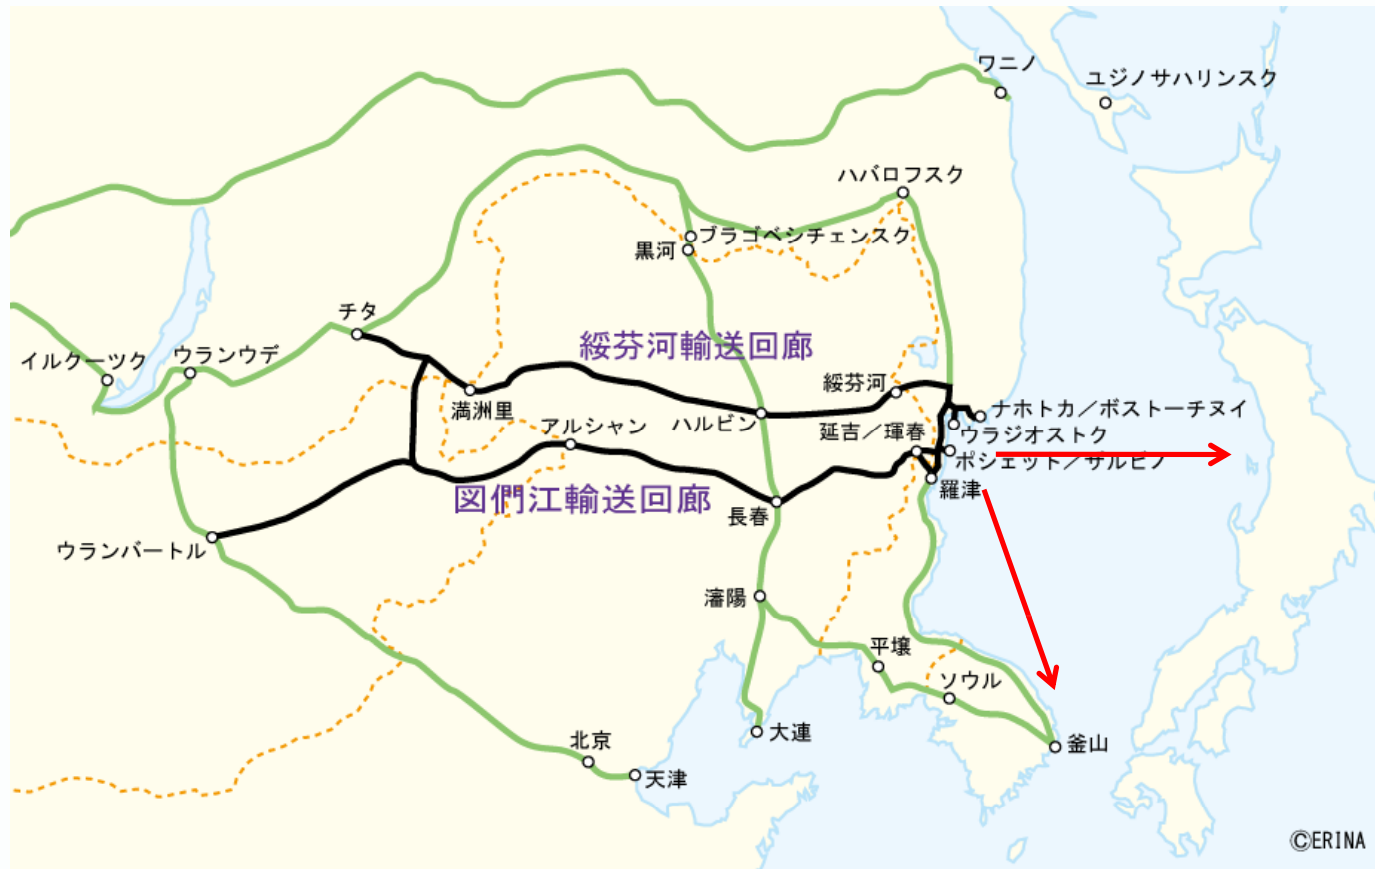 ワニノ
ユジノサハリンスク
ハバロフスク
ブラゴベシチェンスク
黒河
チタ
イルクーツク
ウランウデ
綏芬河輸送回廊
満洲里
綏芬河
ナホトカ／ボストーチヌイ
アルシャン
ハルビン
延吉／琿春
ウラジオストク
ポシェット／ザルビノ
図們江輸送回廊
羅津
長春
ウランバートル
瀋陽
平壌
ソウル
大連
北京
釜山
天津
©ERINA